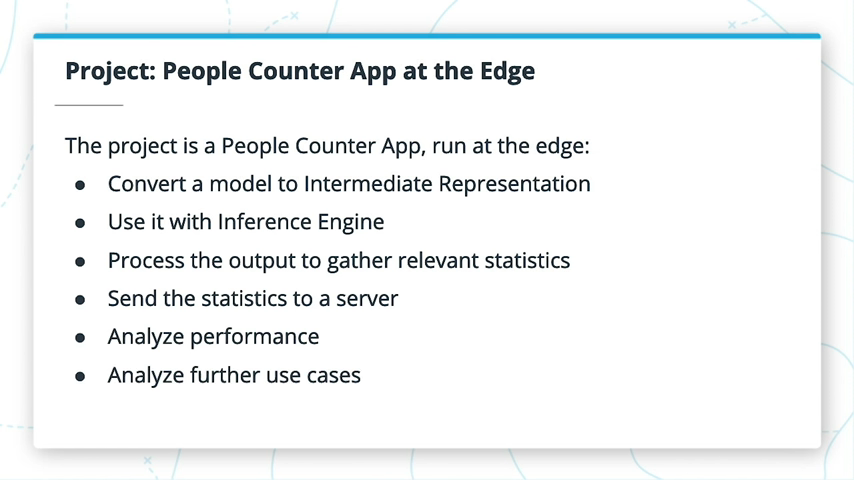 Project: People Counter App at the Edge
The project is a People Counter App, run at the edge:
● Convert a model to Intermediate Representation
● Use it with Inference Engine
● Process the output to gather relevant statistics
● Send the statistics to a server
● Analyze performance
● Analyze further use cases